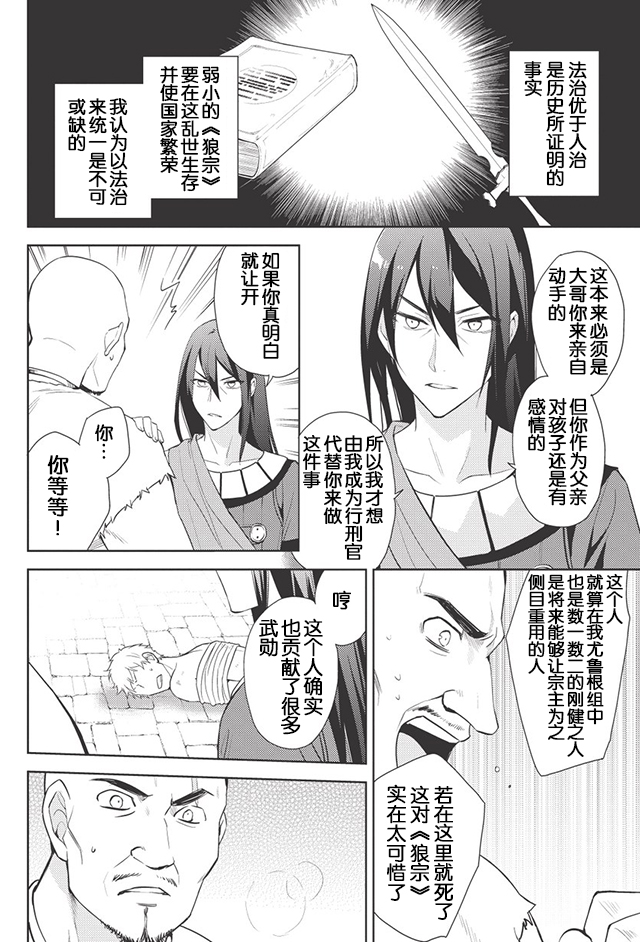 法治优于人治
是历史所证明的
事实
弱小的《狼宗》
要在这乱世生存
并使国家繁荣
我认为以法治
来统一是不可
或缺的
这本来必须是
大哥你来亲自
动手的
但你作为父亲
对孩子还是有
感情的
所以我才想
由我成为行刑官
代替你来做
这件事
如果你真明白
就让开
你…
你等等！
这个人
就算在我尤鲁根组中
也是数一数二的刚健之人
是将来能够让宗主为之
侧目重用的人
若在这里就死了
这对《狼宗》
实在太可惜了
哼
这个人确实
也贡献了很多
武勋